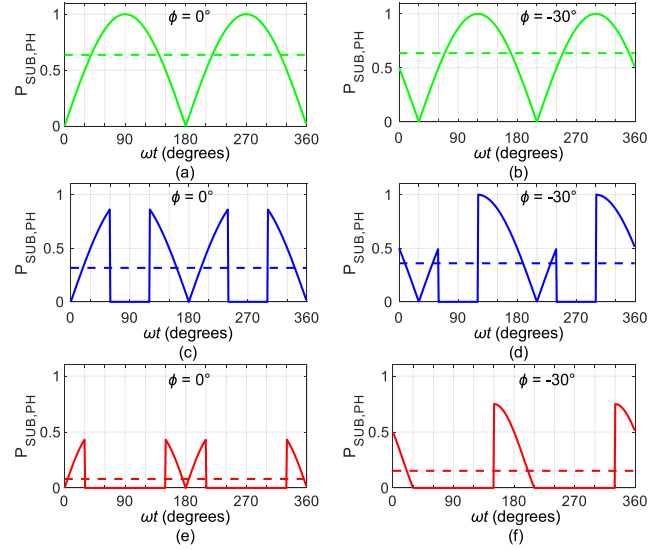 ϕ = 0°
ϕ = -30°
P_SUB,PH
1
0.5
0
0 90 180 270 360
ωt (degrees)
(a)
P_SUB,PH
1
0.5
0
0 90 180 270 360
ωt (degrees)
(b)
ϕ = 0°
ϕ = -30°
P_SUB,PH
1
0.5
0
0 90 180 270 360
ωt (degrees)
(c)
P_SUB,PH
1
0.5
0
0 90 180 270 360
ωt (degrees)
(d)
ϕ = 0°
ϕ = -30°
P_SUB,PH
1
0.5
0
0 90 180 270 360
ωt (degrees)
(e)
P_SUB,PH
1
0.5
0
0 90 180 270 360
ωt (degrees)
(f)